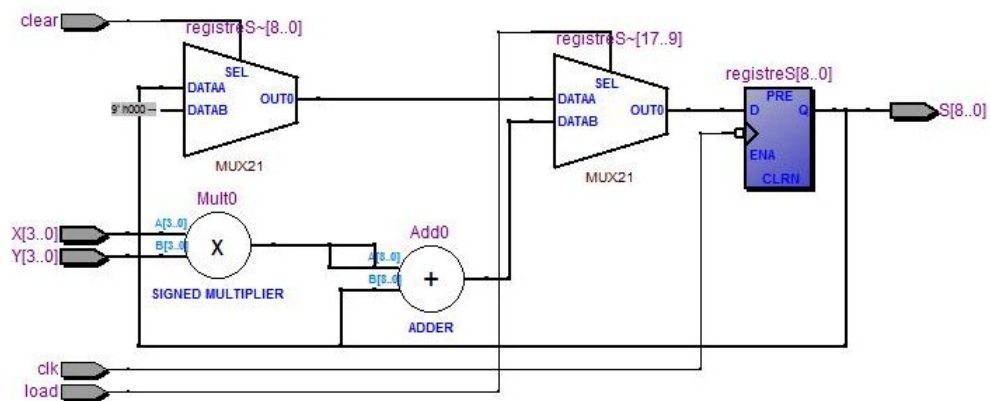 clear
registreS~[8..0]
SEL
DATAA
DATAB
OUT0
9' h000 --
MUX21
registreS~[17..9]
SEL
DATAA
DATAB
OUT0
MUX21
registreS[8..0]
PRE
D
Q
ENA
CLRN
S[8..0]
X[3..0]
Y[3..0]
Mult0
A[3..0]
B[3..0]
X
SIGNED MULTIPLIER
Add0
A[8..0]
B[8..0]
+
ADDER
clk
load